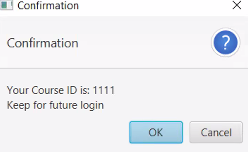 Confirmation
Confirmation
?
Your Course ID is: 1111
Keep for future login
OK
Cancel